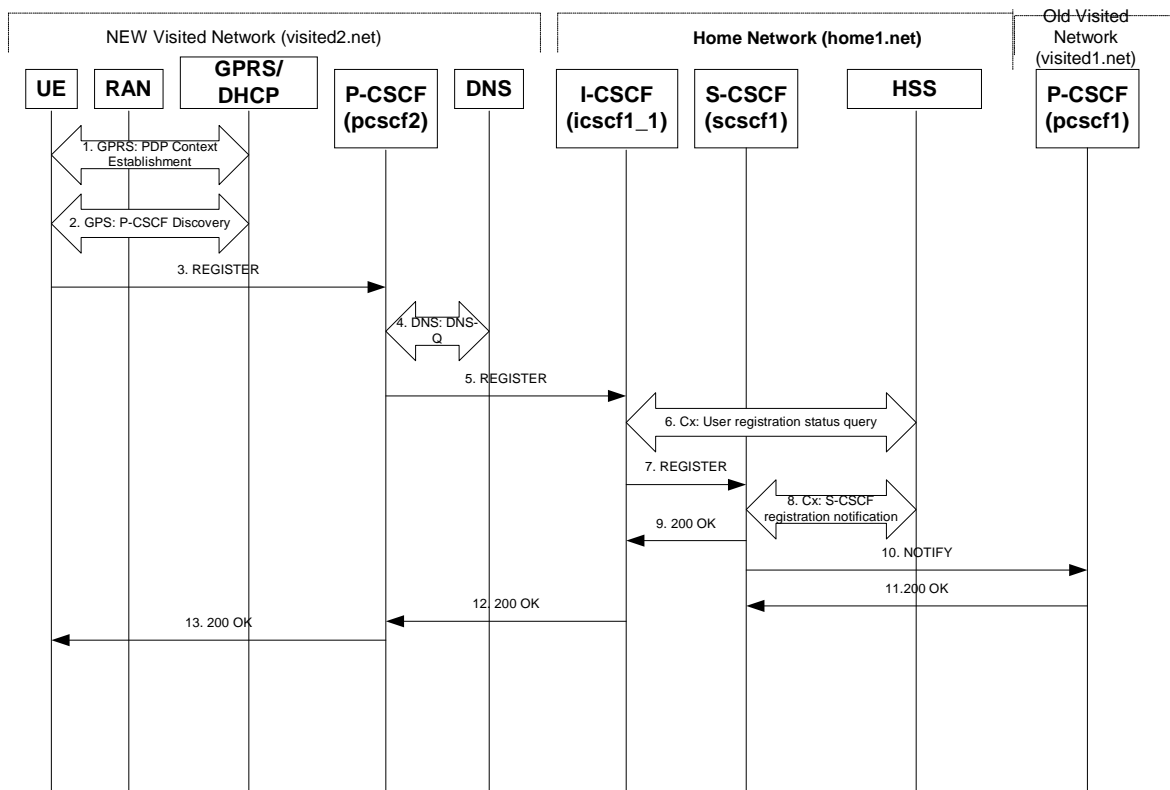 NEW Visited Network (visited2.net)
Home Network (home1.net)
Old Visited
Network
(visited1.net)
UE
RAN
GPRS/
DHCP
P-CSCF
(pcscf2)
DNS
I-CSCF
(icscf1_1)
S-CSCF
(scscf1)
HSS
P-CSCF
(pcscf1)
1. GPRS: PDP Context
Establishment
2. GPS: P-CSCF Discovery
3. REGISTER
4. DNS: DNS-
Q
5. REGISTER
6. Cx: User registration status query
7. REGISTER
8. Cx: S-CSCF
registration notification
9. 200 OK
10. NOTIFY
11.200 OK
12. 200 OK
13. 200 OK